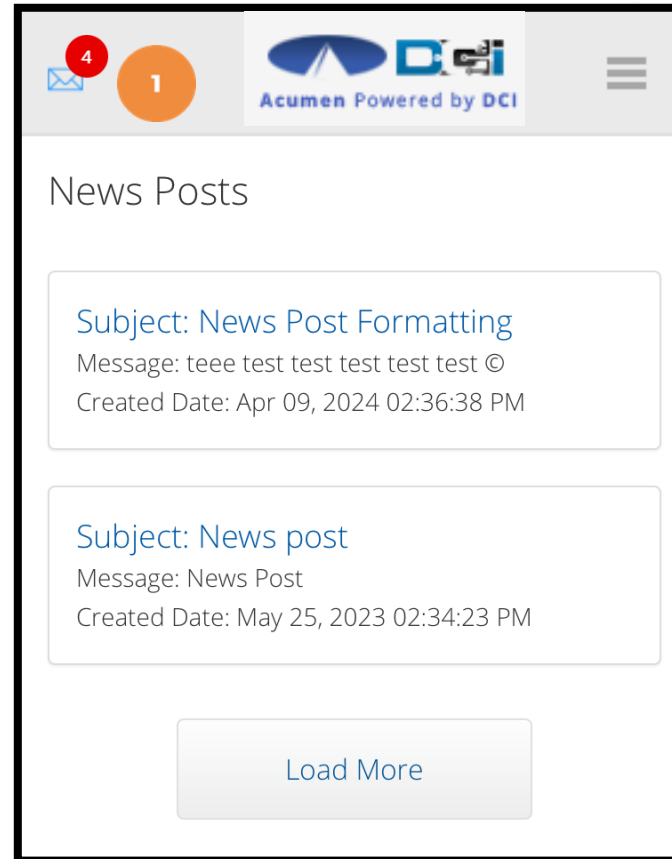 4
1
DCI
Acumen Powered by DCI
News Posts
Subject: News Post Formatting
Message: teee test test test test test ©
Created Date: Apr 09, 2024 02:36:38 PM
Subject: News post
Message: News Post
Created Date: May 25, 2023 02:34:23 PM
Load More